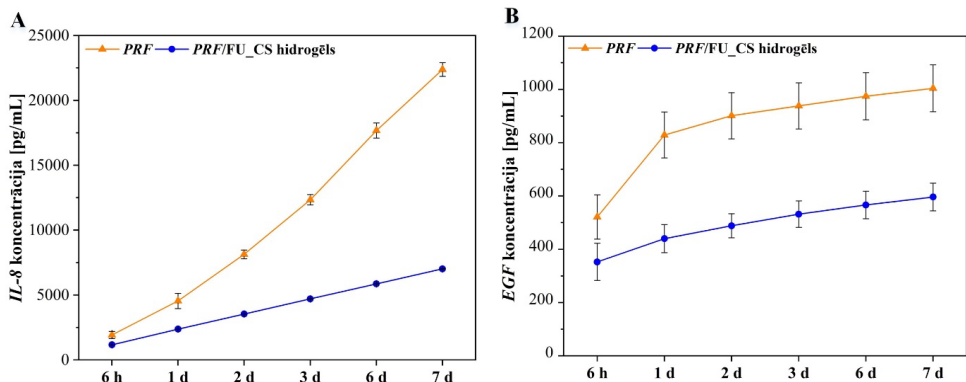 A
PRF PRF/FU_CS hidrogēls
IL-8 koncentrācija [pg/mL]
25000
20000
15000
10000
5000
0
6 h 1 d 2 d 3 d 6 d 7 d
B
PRF PRF/FU_CS hidrogēls
EGF koncentrācija [pg/mL]
1200
1000
800
600
400
200
0
6 h 1 d 2 d 3 d 6 d 7 d